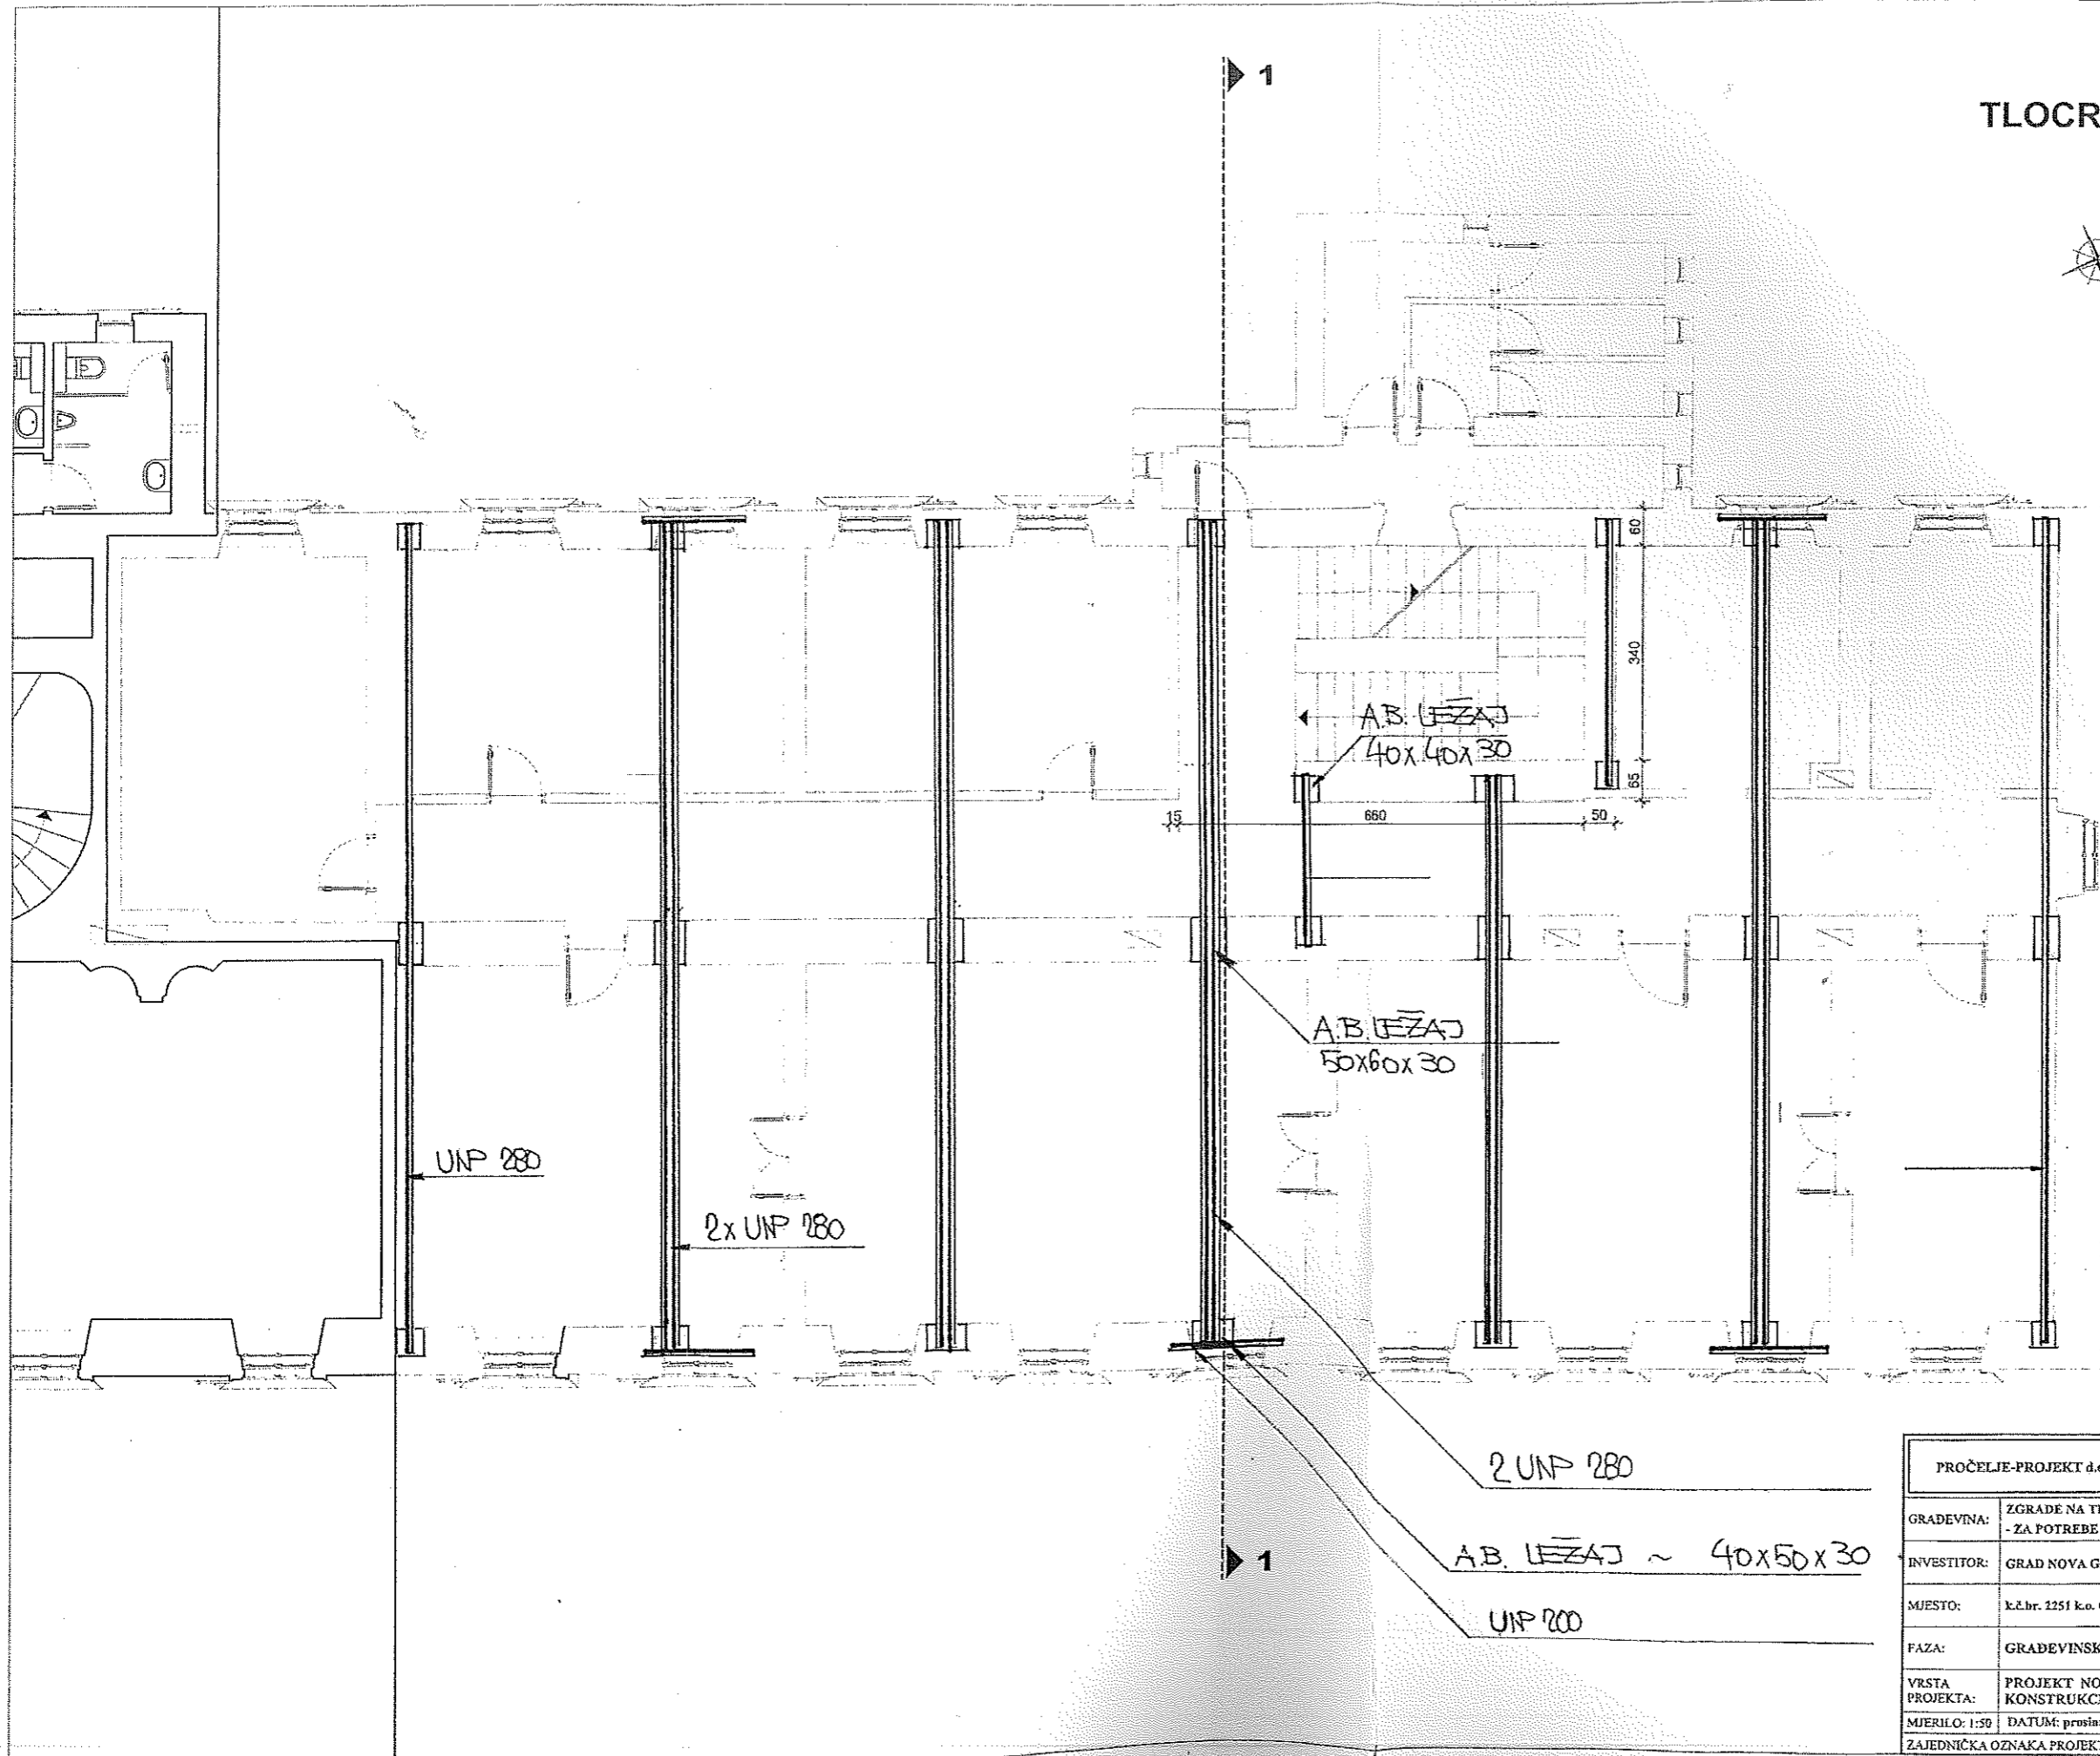 1
TLOCR
60
340
65
A.B. LEŽAJ
40x40x30
15
660
50
A.B. LEŽAJ
50x60x30
UNP 280
2x UNP 280
2 UNP 280
A.B. LEŽAJ ~ 40x50x30
1
UNP 200
PROČELJE-PROJEKT d.
GRAĐEVINA:
ZGRADE NA T
- ZA POTREBE
INVESTITOR:
GRAD NOVA G
MJESTO:
k.č.br. 2251 k.o.
FAZA:
GRAĐEVINSK
VRSTA
PROJEKTA:
PROJEKT NO
KONSTRUKC
MJERILO: 1:50
DATUM: prosin
ZAJEDNIČKA OZNAKA PROJEK